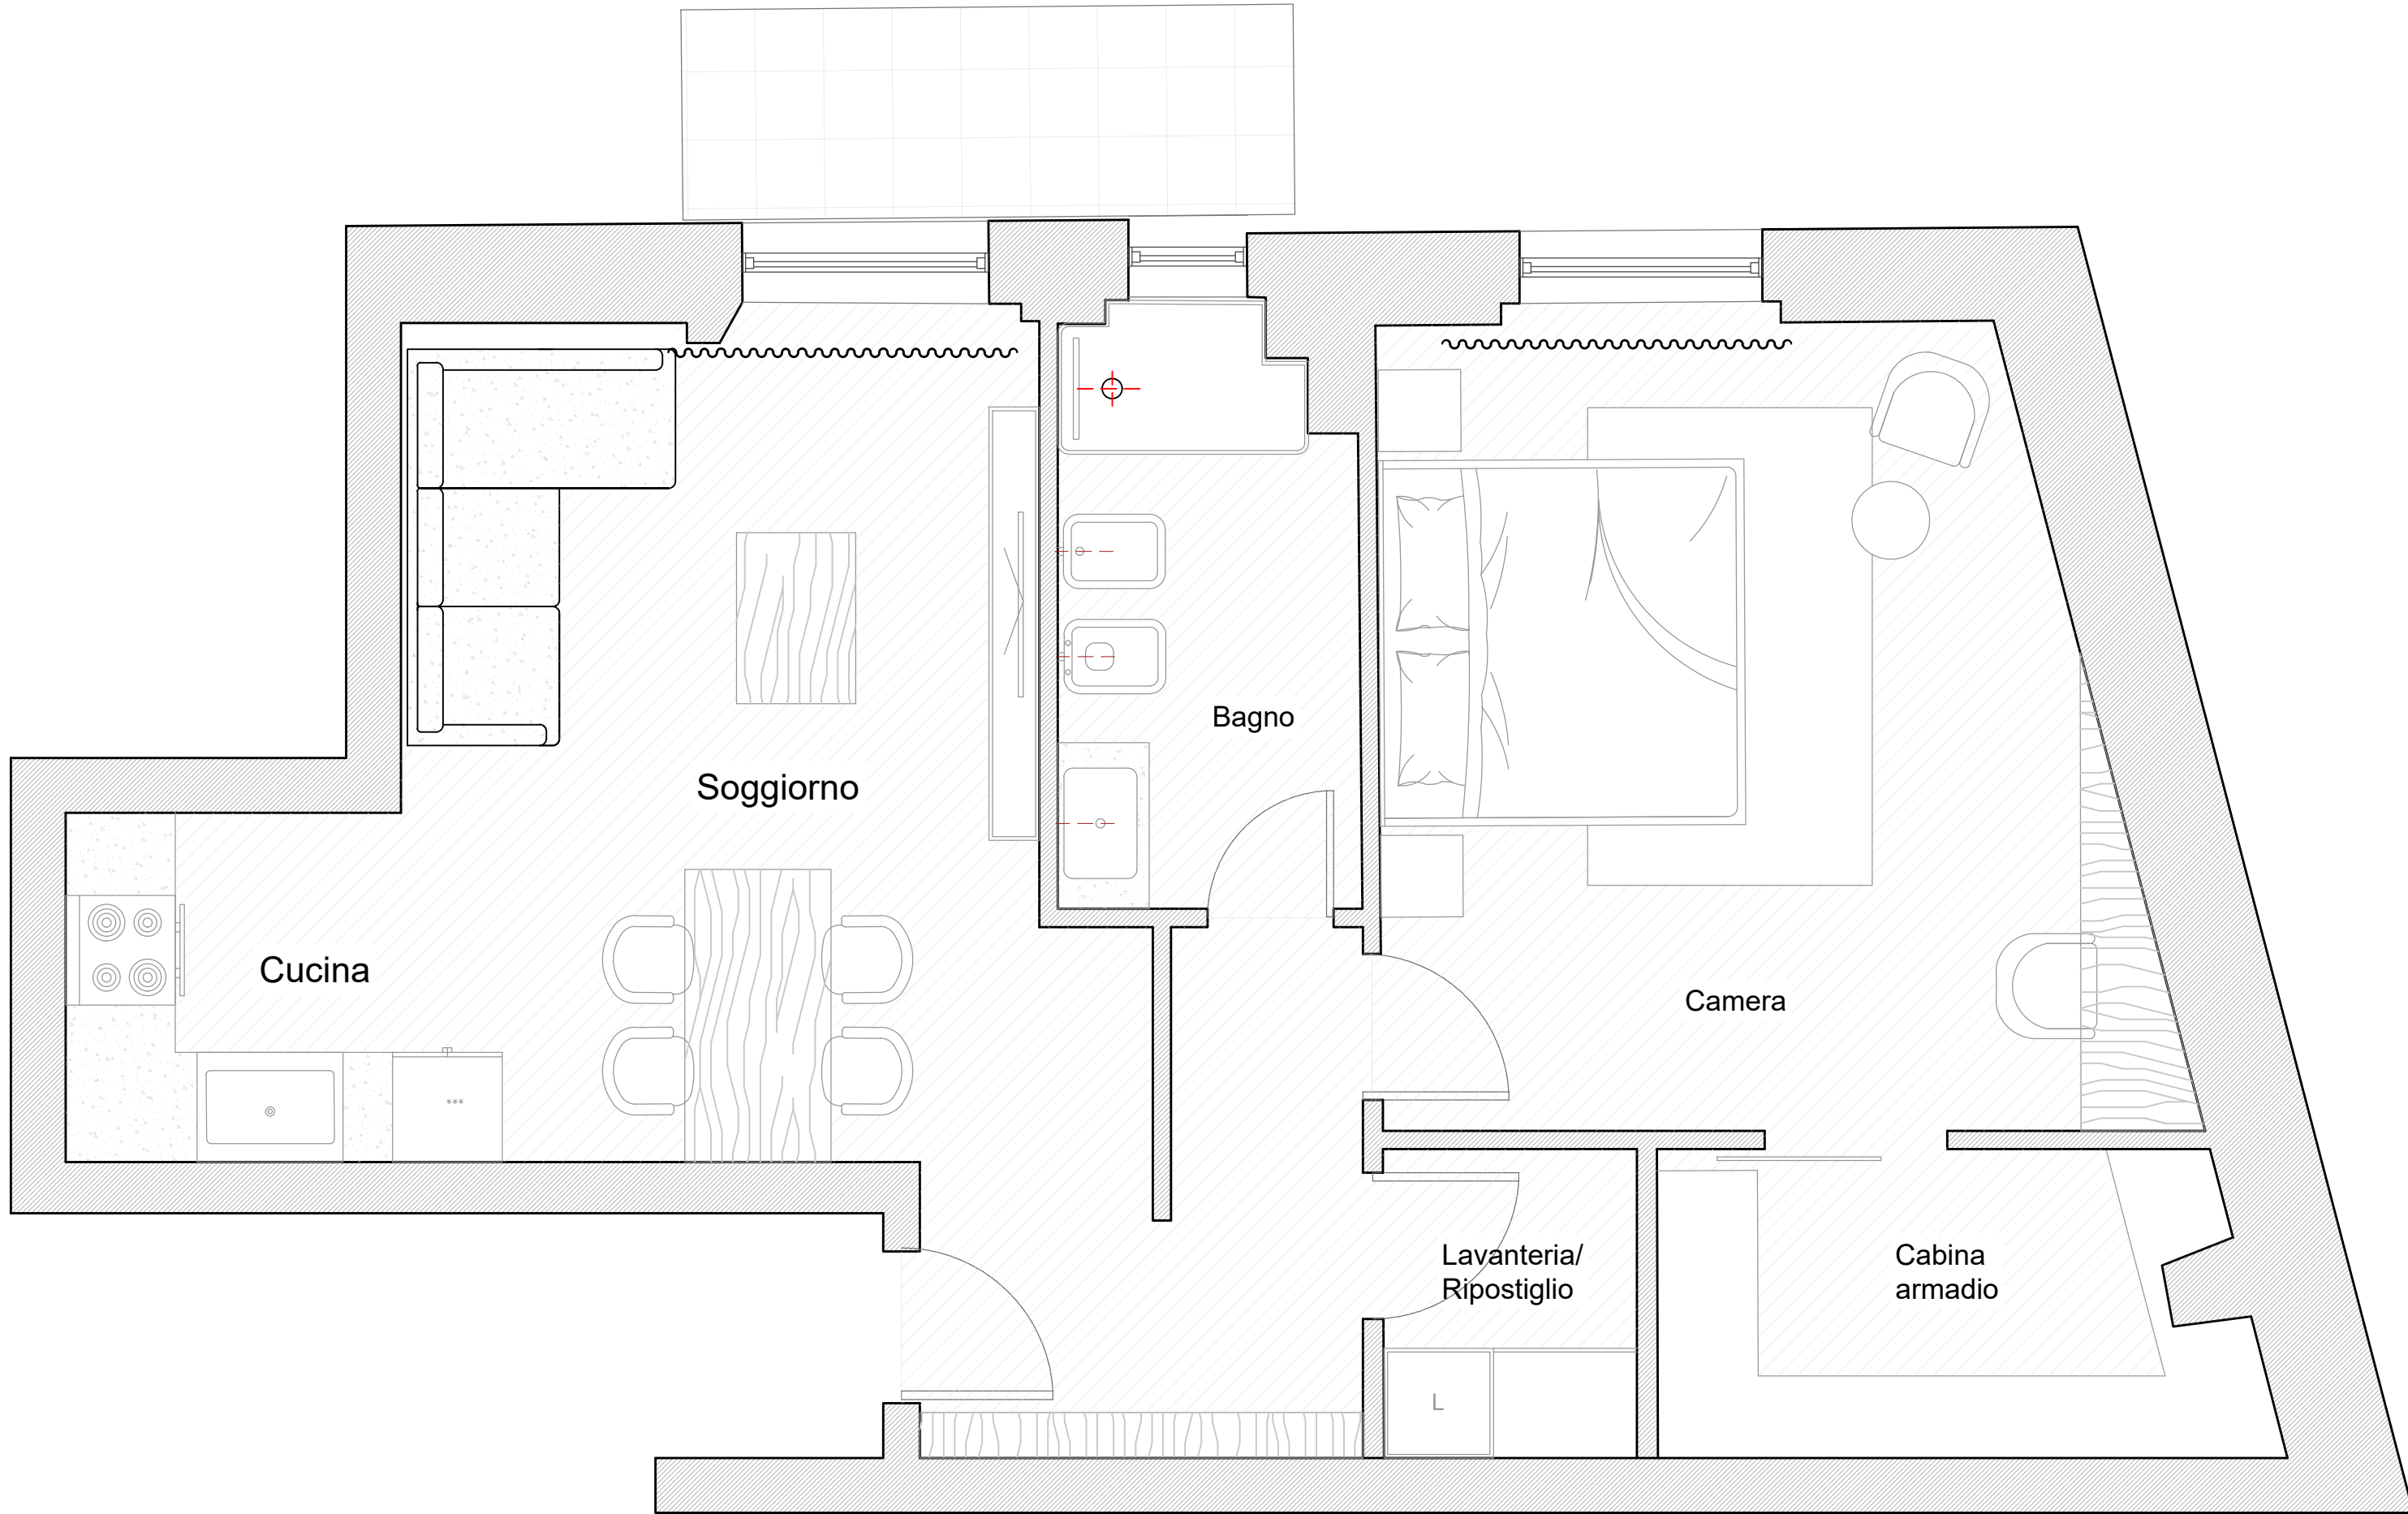 Bagno
Soggiorno
Cucina
Camera
***
Lavanteria/
Ripostiglio
Cabina
armadio
L